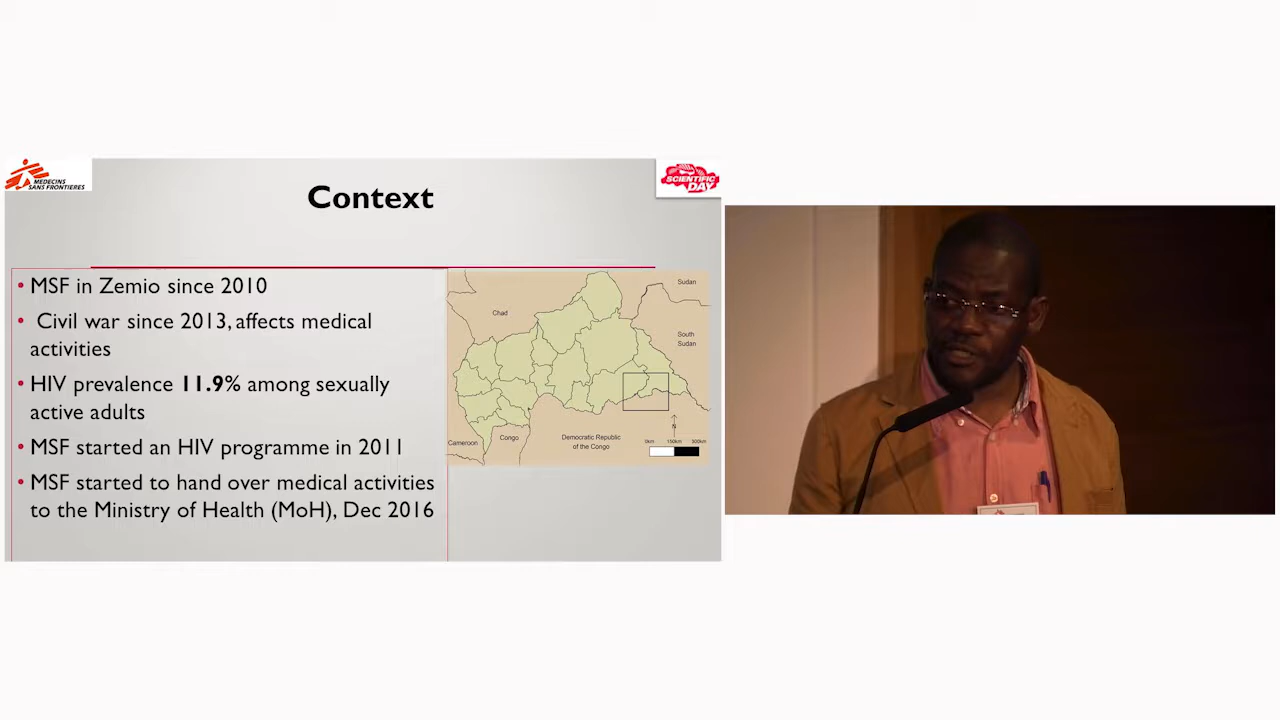 MEDECINS
SANS FRONTIERES
SCIENTIFIC
DAY
Context
• MSF in Zemio since 2010
• Civil war since 2013, affects medical
activities
• HIV prevalence 11.9% among sexually
active adults
• MSF started an HIV programme in 2011
• MSF started to hand over medical activities
to the Ministry of Health (MoH), Dec 2016
Sudan
Chad
South
Sudan
Cameroon
Congo
Democratic Republic
of the Congo
N
0km 150km 300km